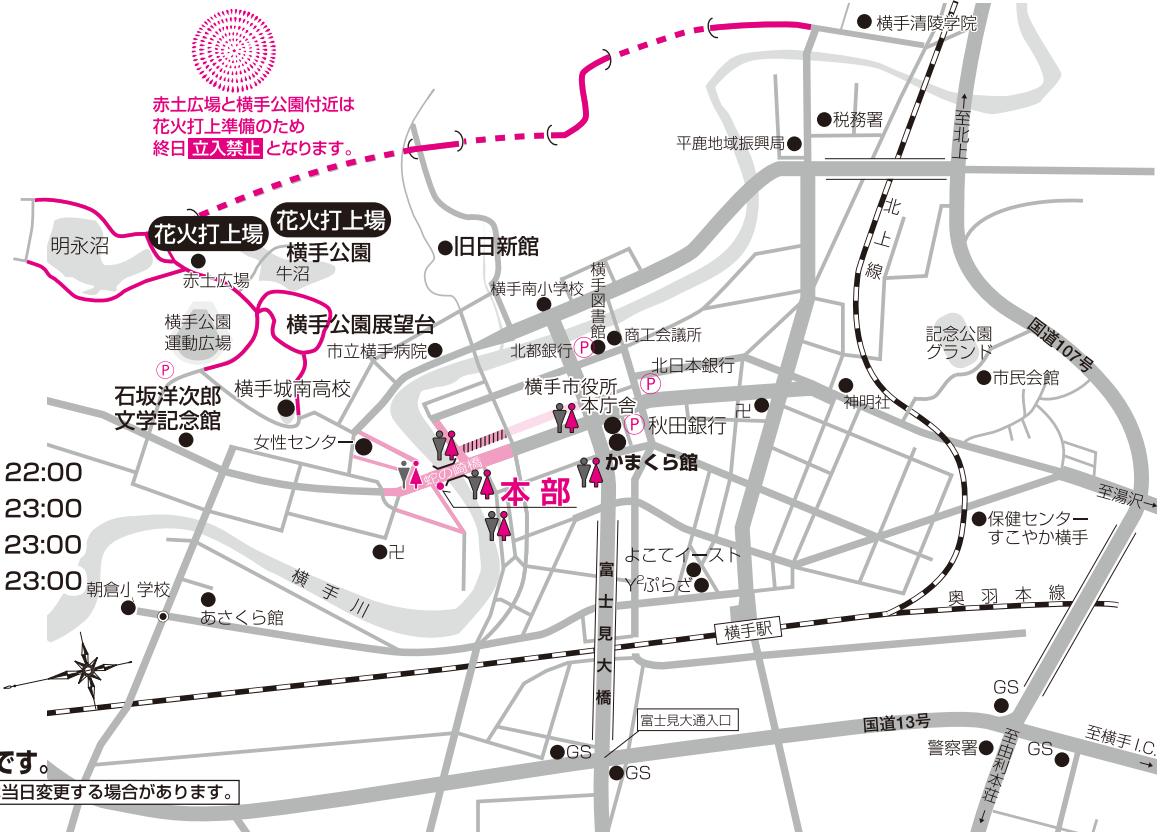 横手清陵学院
赤土広場と横手公園付近は
花火打上準備のため
終日 立入禁止 となります。
←至北上
税務署
平鹿地域振興局
北上線
花火打上場
花火打上場
明永沼
横手公園
牛沼
赤土広場
旧日新館
横手南小学校
横手図書館
商工会議所
北都銀行
P
北日本銀行
P
横手公園
運動広場
P
横手公園展望台
市立横手病院
横手城南高校
石坂洋次郎
文学記念館
女性センター
横手市役所
本庁舎
P
秋田銀行
かまくら館
卍
神明社
記念公園
グランド
市民会館
国道107号
至湯沢→
蛇の崎橋
本部
22:00
23:00
23:00
23:00
保健センター
すこやか横手
よこてイースト
Y²ぷらざ
卍
横手川
朝倉小学校
あさくら館
富士見大橋
横手駅
奥羽本線
富士見大通入口
国道13号
GS
GS
GS
警察署
GS
至横手I.C.→
至由利本荘→
です。
当日変更する場合があります。